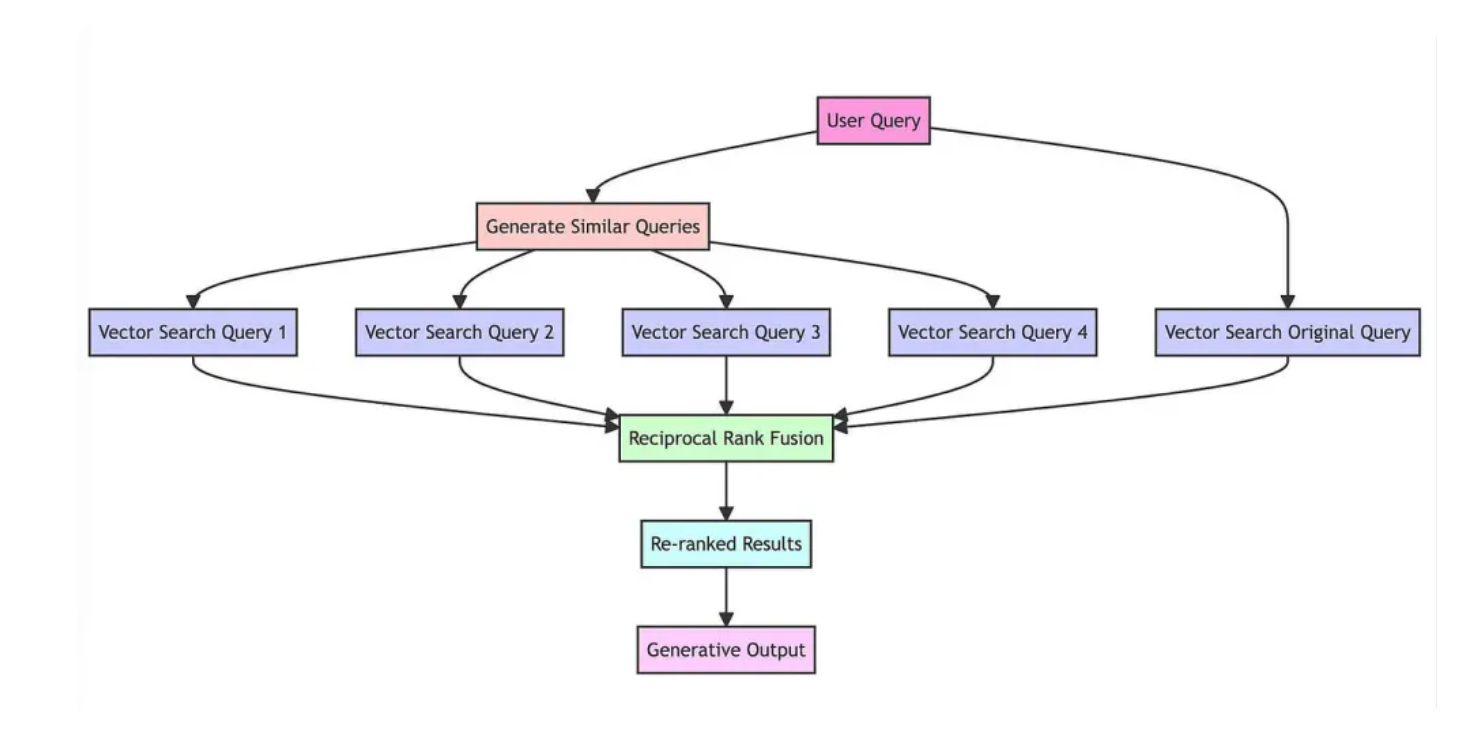 User Query
Generate Similar Queries
Vector Search Query 1
Vector Search Query 2
Vector Search Query 3
Vector Search Query 4
Vector Search Original Query
Reciprocal Rank Fusion
Re-ranked Results
Generative Output